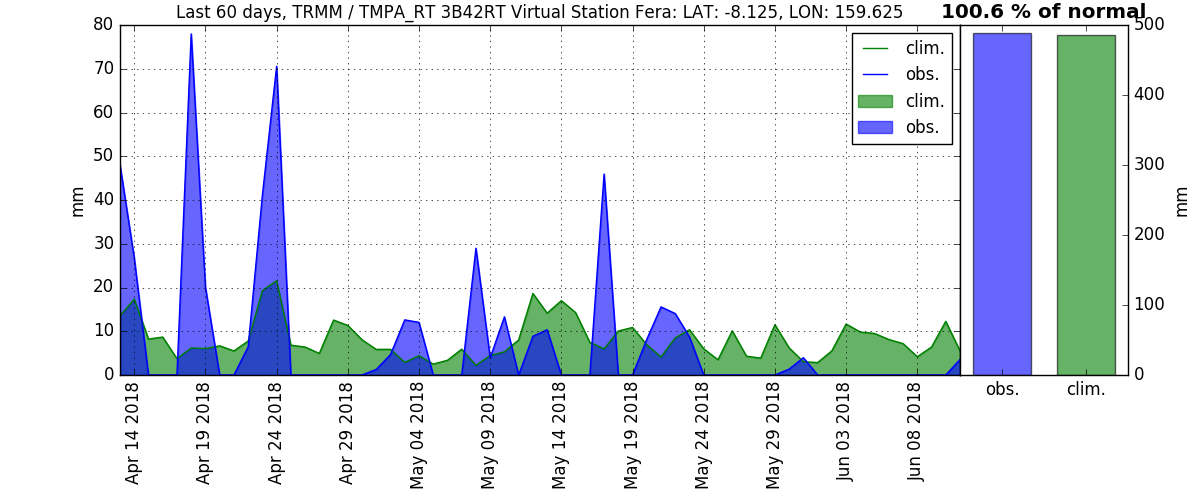 Last 60 days, TRMM / TMPA_RT 3B42RT Virtual Station Fera: LAT: -8.125, LON: 159.625
100.6 % of normal
80
70
60
50
40
30
20
10
0
mm
clim.
obs.
clim.
obs.
500
400
300
200
100
0
mm
Apr 14 2018
Apr 19 2018
Apr 24 2018
Apr 29 2018
May 04 2018
May 09 2018
May 14 2018
May 19 2018
May 24 2018
May 29 2018
Jun 03 2018
Jun 08 2018
obs.
clim.